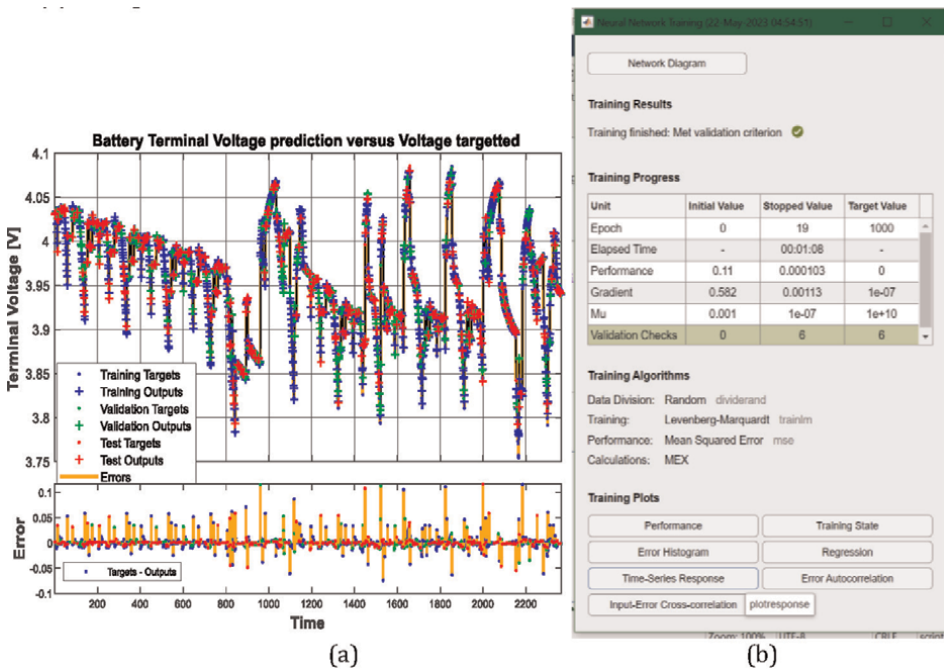 Battery Terminal Voltage prediction versus Voltage targetted
4.1
4.05
4
3.95
3.9
3.85
3.8
3.75
Terminal Voltage [V]
Training Targets
Training Outputs
Validation Targets
Validation Outputs
Test Targets
Test Outputs
Errors
0.1
0.05
0
-0.05
-0.1
Error
Targets - Outputs
200 400 600 800 1000 1200 1400 1600 1800 2000 2200
Time
(a)
Neural Network Training (22-May-2023 04:54:51)
Network Diagram
Training Results
Training finished: Met validation criterion
Training Progress
Unit Initial Value Stopped Value Target Value
Epoch 0 19 1000
Elapsed Time - 00:01:08 -
Performance 0.11 0.000103 0
Gradient 0.582 0.00113 1e-07
Mu 0.001 1e-07 1e+10
Validation Checks 0 6 6
Training Algorithms
Data Division: Random dividerand
Training: Levenberg-Marquardt trainlm
Performance: Mean Squared Error mse
Calculations: MEX
Training Plots
Performance Training State
Error Histogram Regression
Time-Series Response Error Autocorrelation
Input-Error Cross-correlation plotresponse
Zoom: 100% UTF-8 CRLF script
(b)